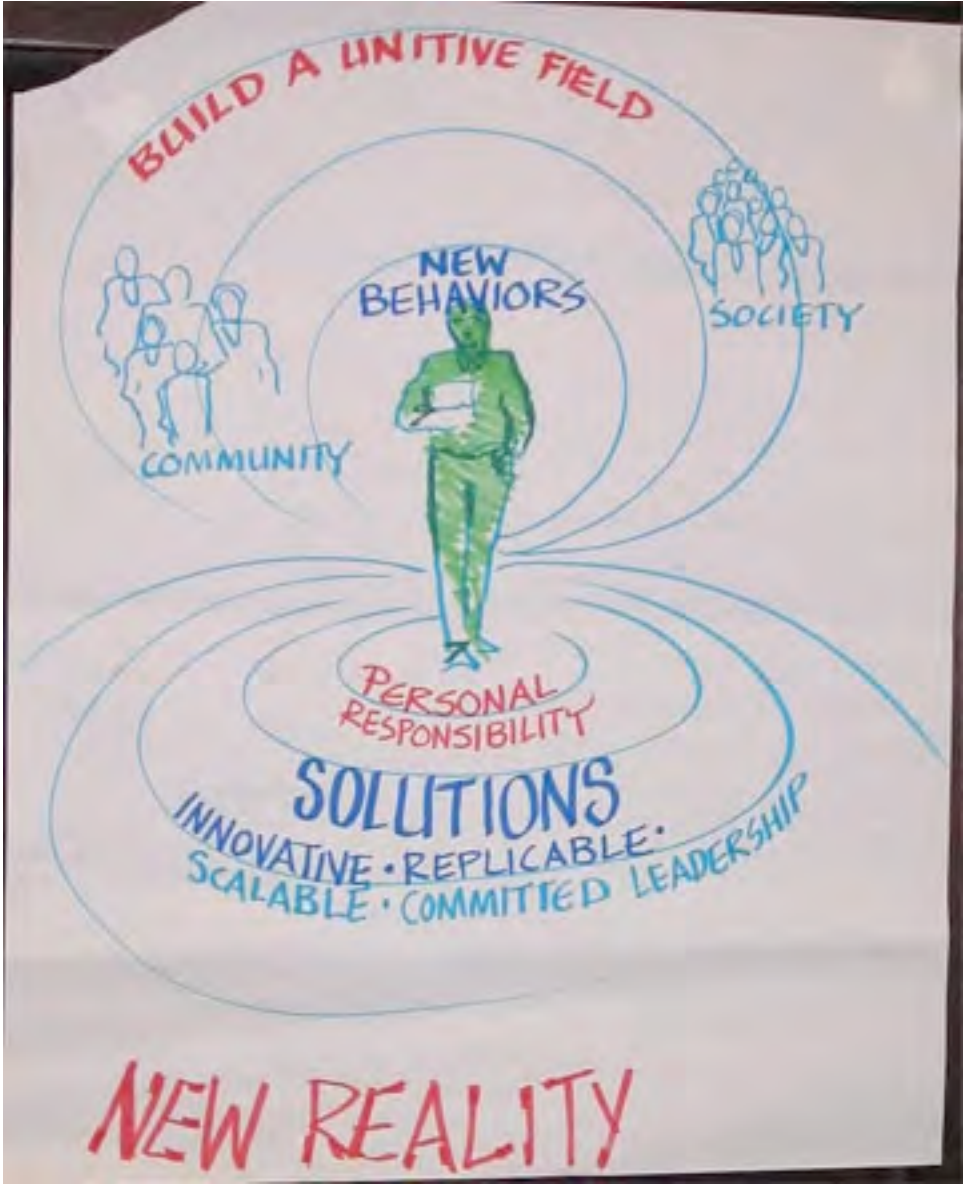 BUILD A UNITIVE FIELD
NEW
BEHAVIORS
SOCIETY
COMMUNITY
PERSONAL
RESPONSIBILITY
SOLUTIONS
INNOVATIVE • REPLICABLE •
SCALABLE • COMMITTED LEADERSHIP
NEW REALITY